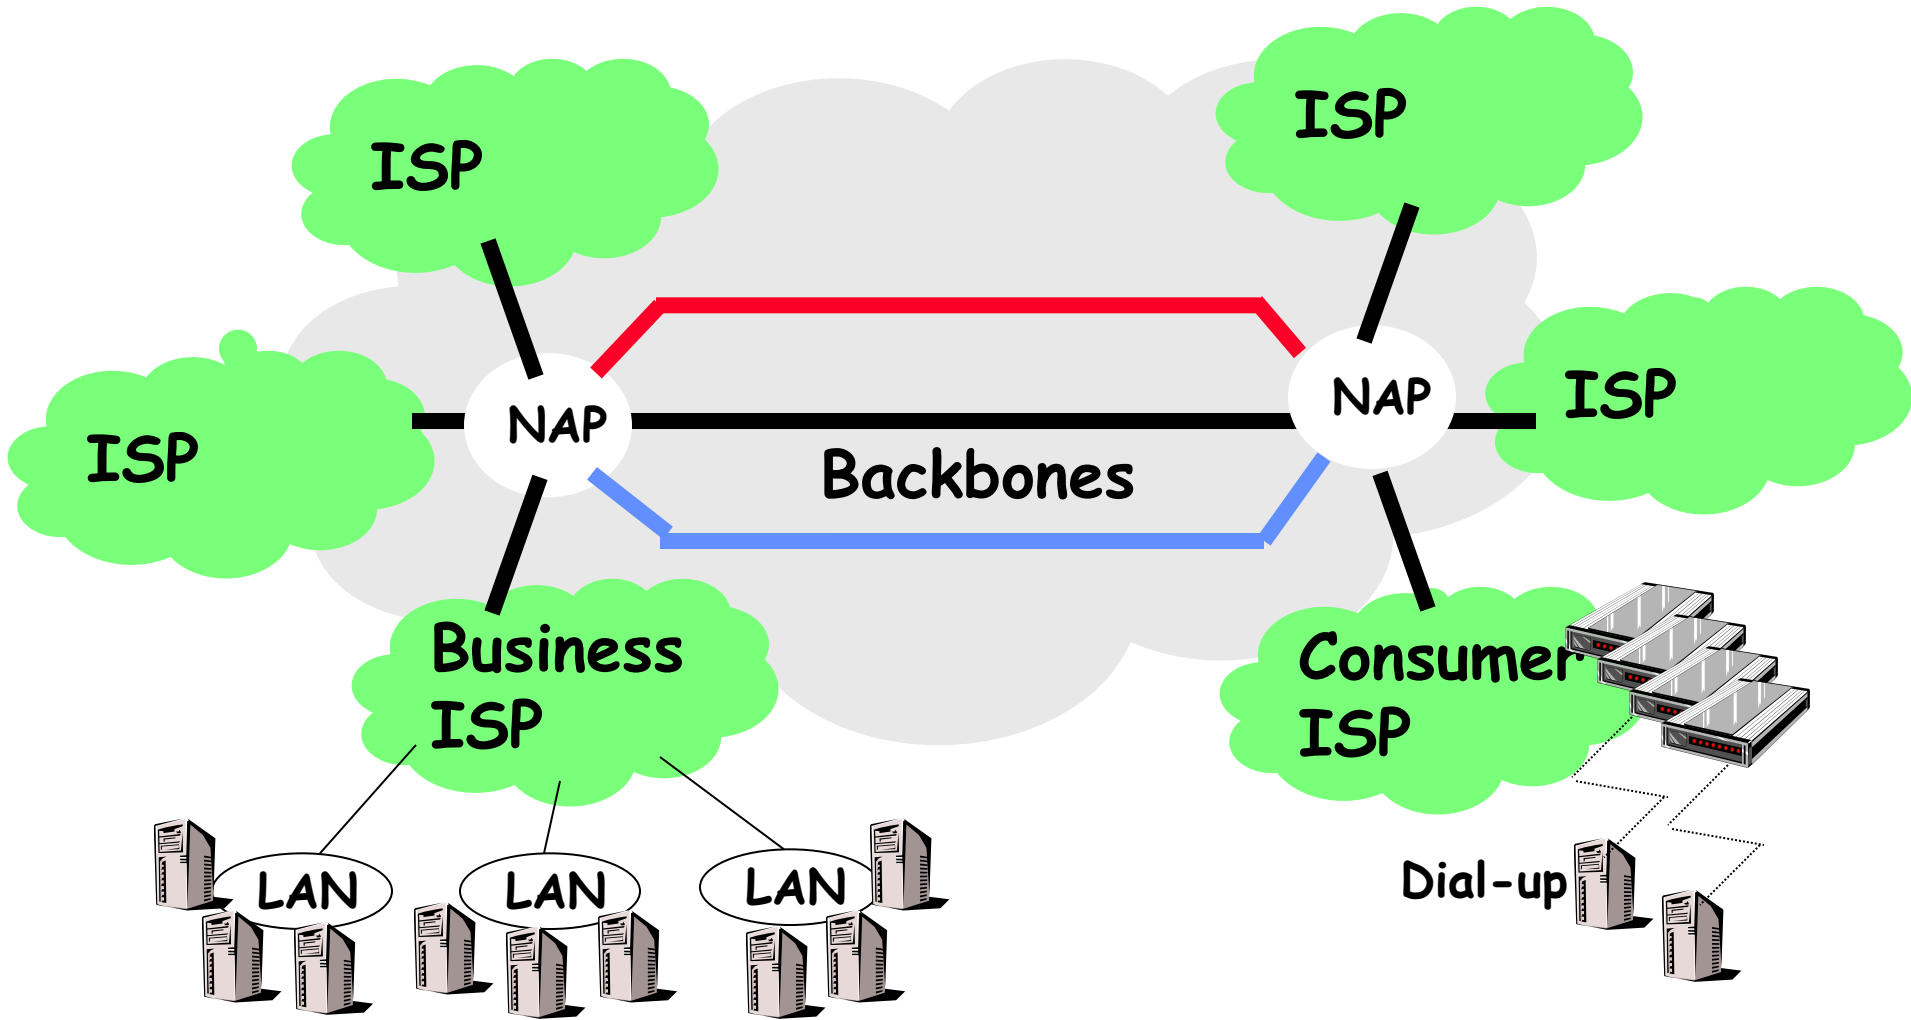 ISP
ISP
ISP
ISP
NAP
NAP
Backbones
Business
ISP
Consumer
ISP
LAN
LAN
LAN
Dial-up